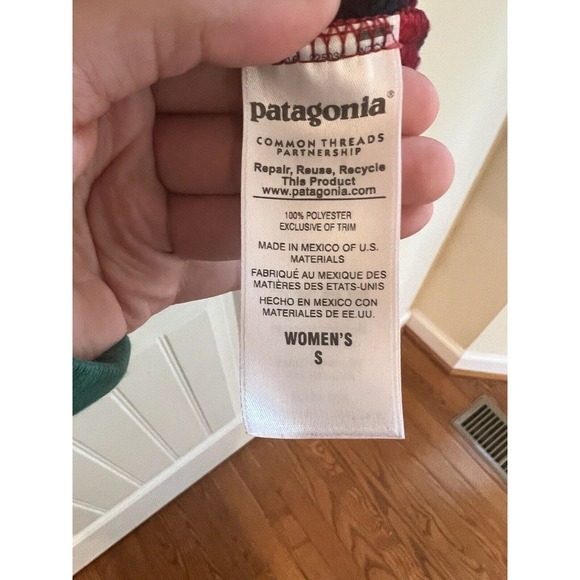 patagonia®
COMMON THREADS
PARTNERSHIP
Repair, Reuse, Recycle
This Product
www.patagonia.com
100% POLYESTER
EXCLUSIVE OF TRIM
MADE IN MEXICO OF U.S.
MATERIALS
FABRIQUÉ AU MEXIQUE DES
MATIÈRES DES ETATS-UNIS
HECHO EN MEXICO CON
MATERIALES DE EE.UU.
WOMEN'S
S